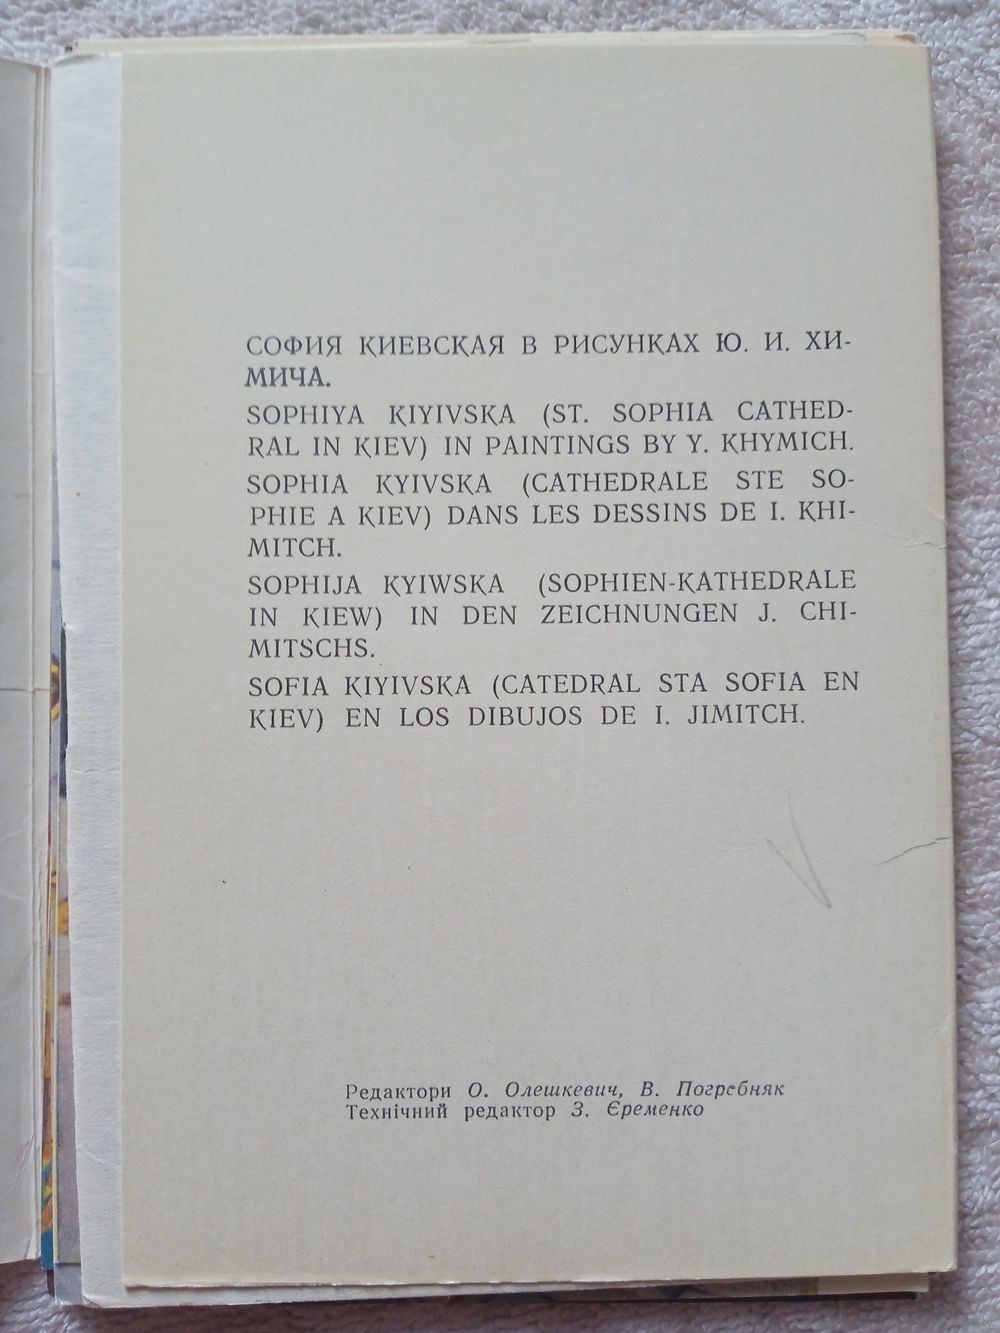 СОФИЯ КИЕВСКАЯ В РИСУНКАХ Ю. И. ХИ-
МИЧА.
SOPHIYA KIYIVSKA (ST. SOPHIA CATHED-
RAL IN KIEV) IN PAINTINGS BY Y. KHYMICH.
SOPHIA KYIVSKA (CATHEDRALE STE SO-
PHIE A KIEV) DANS LES DESSINS DE I. KHI-
MITCH.
SOPHIJA KYIWSKA (SOPHIEN-KATHEDRALE
IN KIEW) IN DEN ZEICHNUNGEN J. CHI-
MITSCHS.
SOFIA KIYIVSKA (CATEDRAL STA SOFIA EN
KIEV) EN LOS DIBUJOS DE I. JIMITCH.
Редактори О. Олешкевич, В. Погребняк
Технічний редактор З. Єременко